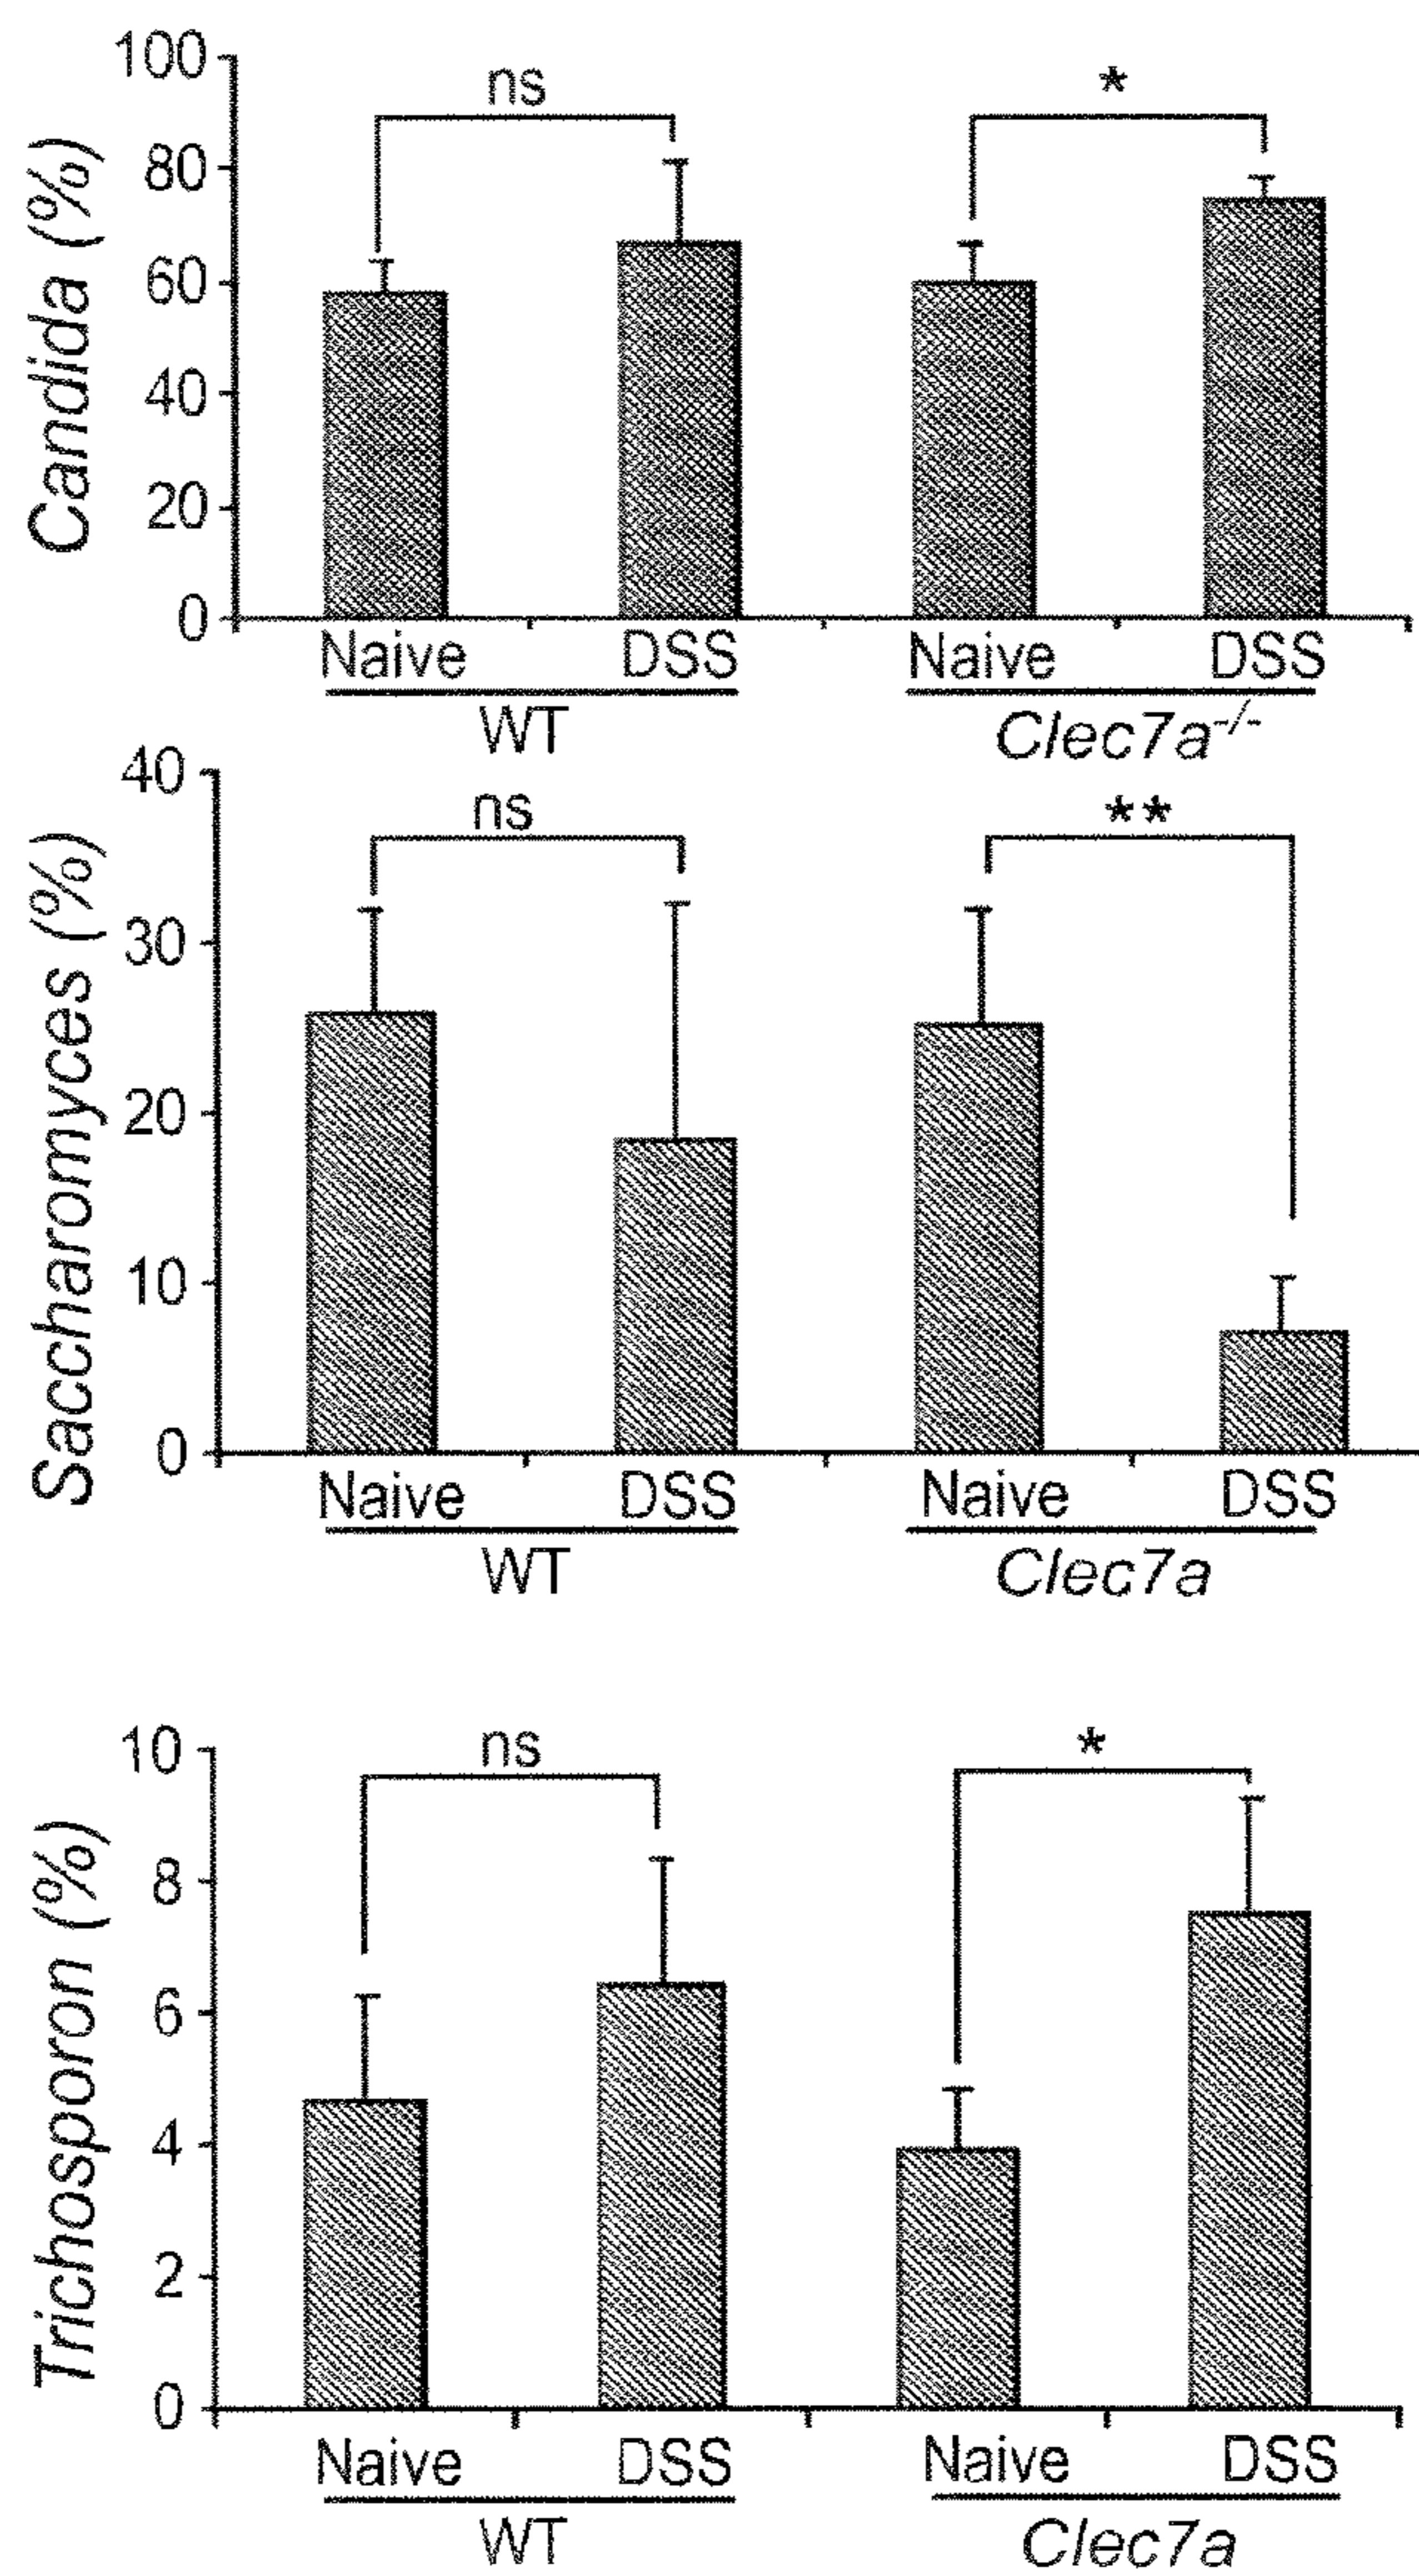 Candida (%)
100
80
60
40
20
0
ns
*
Naive DSS Naive DSS
WT Clec7a-/-
Saccharomyces (%)
40
30
20
10
0
ns
**
Naive DSS Naive DSS
WT Clec7a
Trichosporon (%)
10
8
6
4
2
0
ns
*
Naive DSS Naive DSS
WT Clec7a